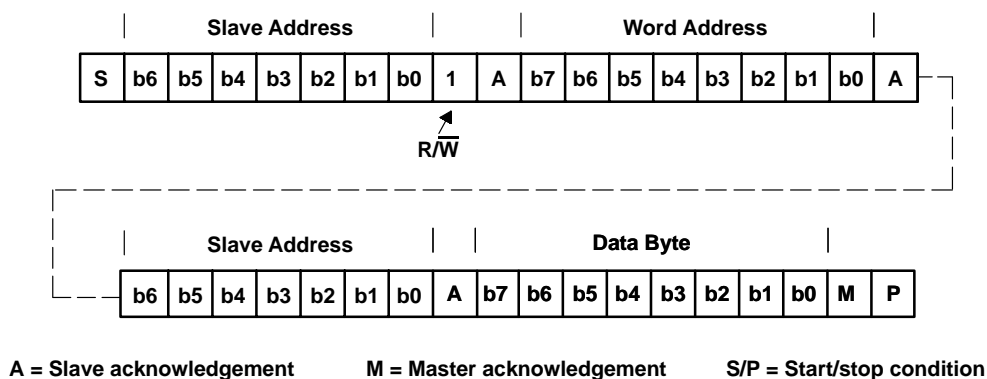 Slave Address Word Address
S b6 b5 b4 b3 b2 b1 b0 1 A b7 b6 b5 b4 b3 b2 b1 b0 A
R/W̅
Slave Address Data Byte
b6 b5 b4 b3 b2 b1 b0 A b7 b6 b5 b4 b3 b2 b1 b0 M P
A = Slave acknowledgement M = Master acknowledgement S/P = Start/stop condition